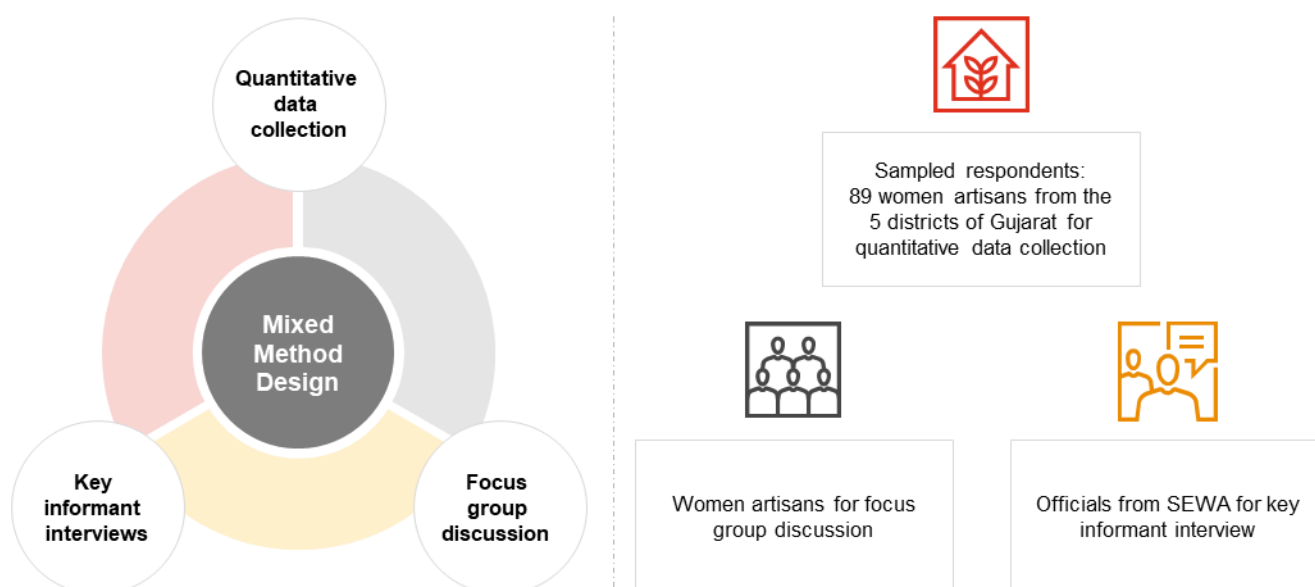 Quantitative
data
collection
Mixed
Method
Design
Key
informant
interviews
Focus
group
discussion
Sampled respondents:
89 women artisans from the
5 districts of Gujarat for
quantitative data collection
Women artisans for focus
group discussion
Officials from SEWA for key
informant interview